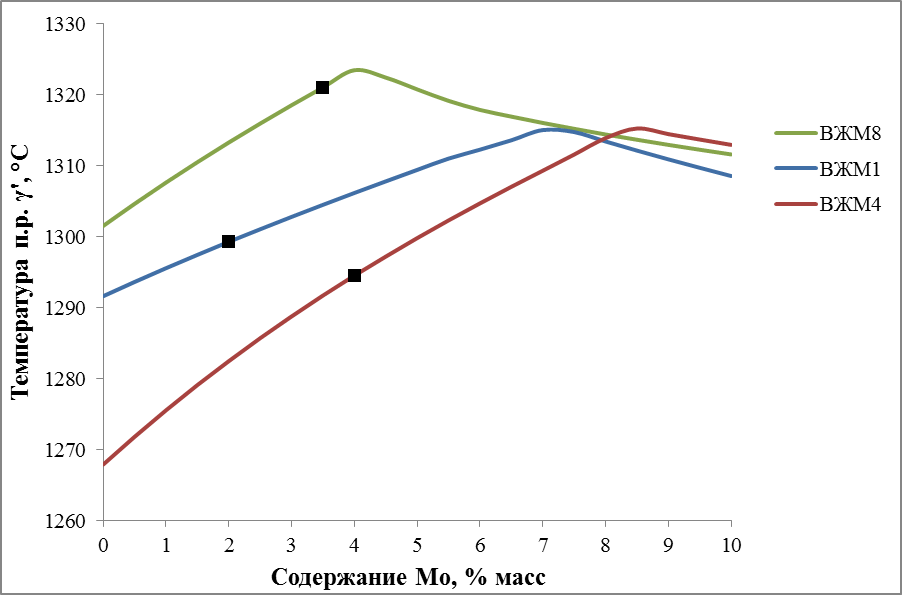 Температура п.р. γ', °С
1330
1320
1310
1300
1290
1280
1270
1260
0 1 2 3 4 5 6 7 8 9 10
Содержание Mo, % масс
ВЖМ8
ВЖМ1
ВЖМ4